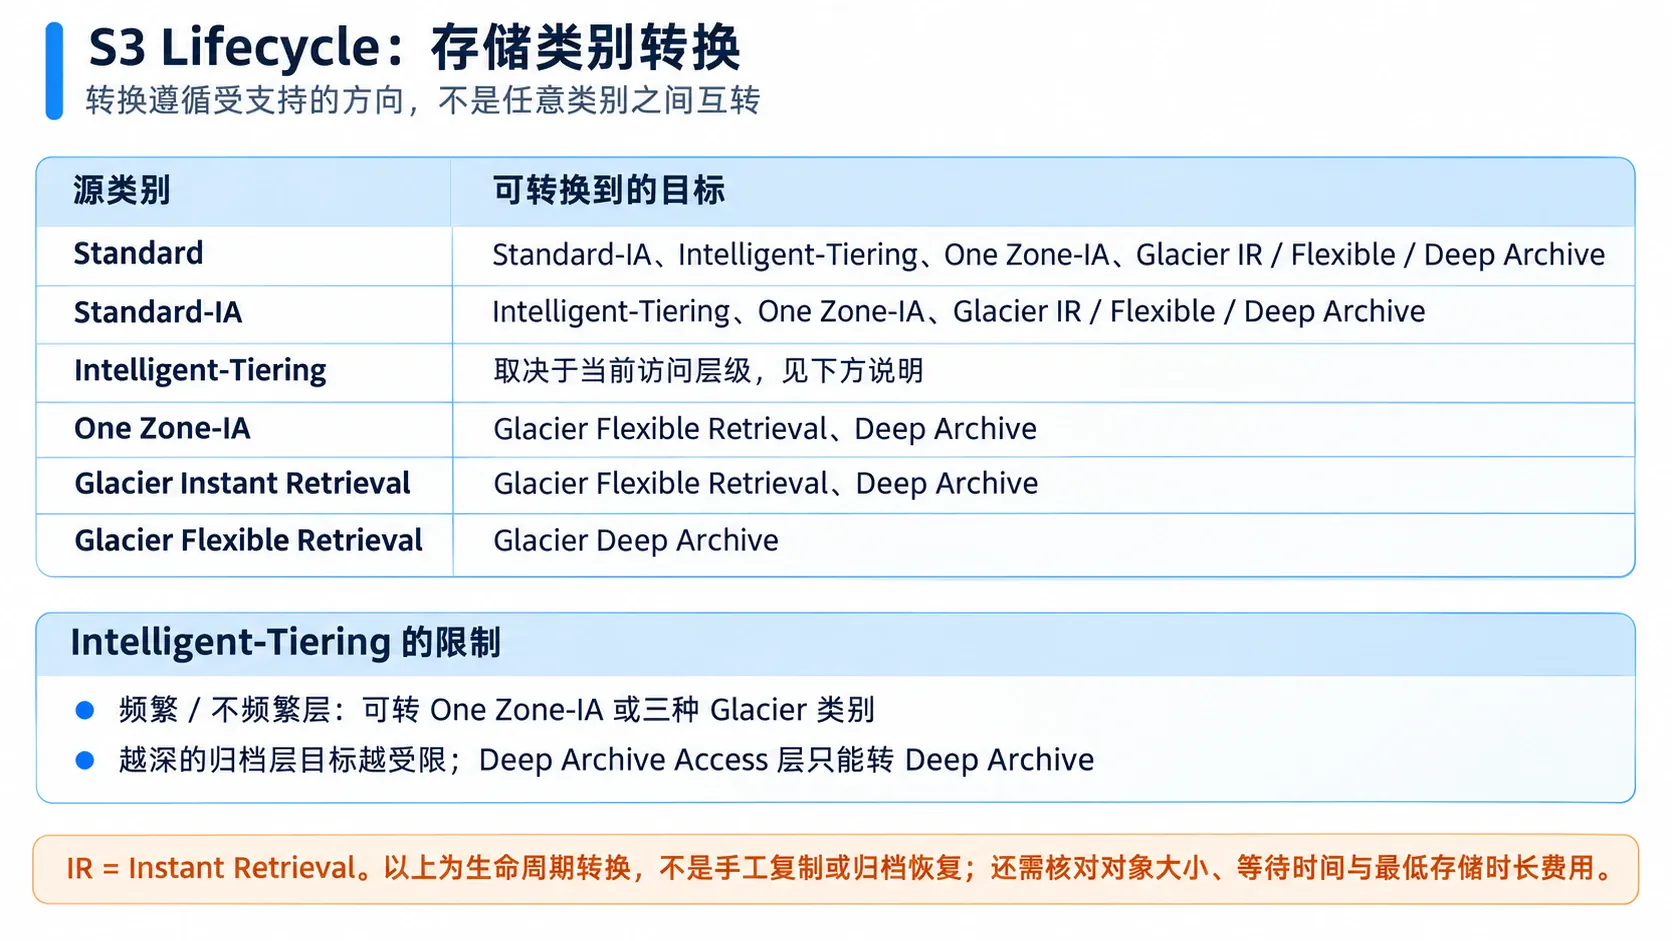 S3 Lifecycle：存储类别转换
转换遵循受支持的方向，不是任意类别之间互转
源类别 可转换到的目标
Standard Standard-IA、Intelligent-Tiering、One Zone-IA、Glacier IR / Flexible / Deep Archive
Standard-IA Intelligent-Tiering、One Zone-IA、Glacier IR / Flexible / Deep Archive
Intelligent-Tiering 取决于当前访问层级，见下方说明
One Zone-IA Glacier Flexible Retrieval、Deep Archive
Glacier Instant Retrieval Glacier Flexible Retrieval、Deep Archive
Glacier Flexible Retrieval Glacier Deep Archive
Intelligent-Tiering 的限制
频繁 / 不频繁层：可转 One Zone-IA 或三种 Glacier 类别
越深的归档层目标越受限；Deep Archive Access 层只能转 Deep Archive
IR = Instant Retrieval。以上为生命周期转换，不是手工复制或归档恢复；还需核对对象大小、等待时间与最低存储时长费用。